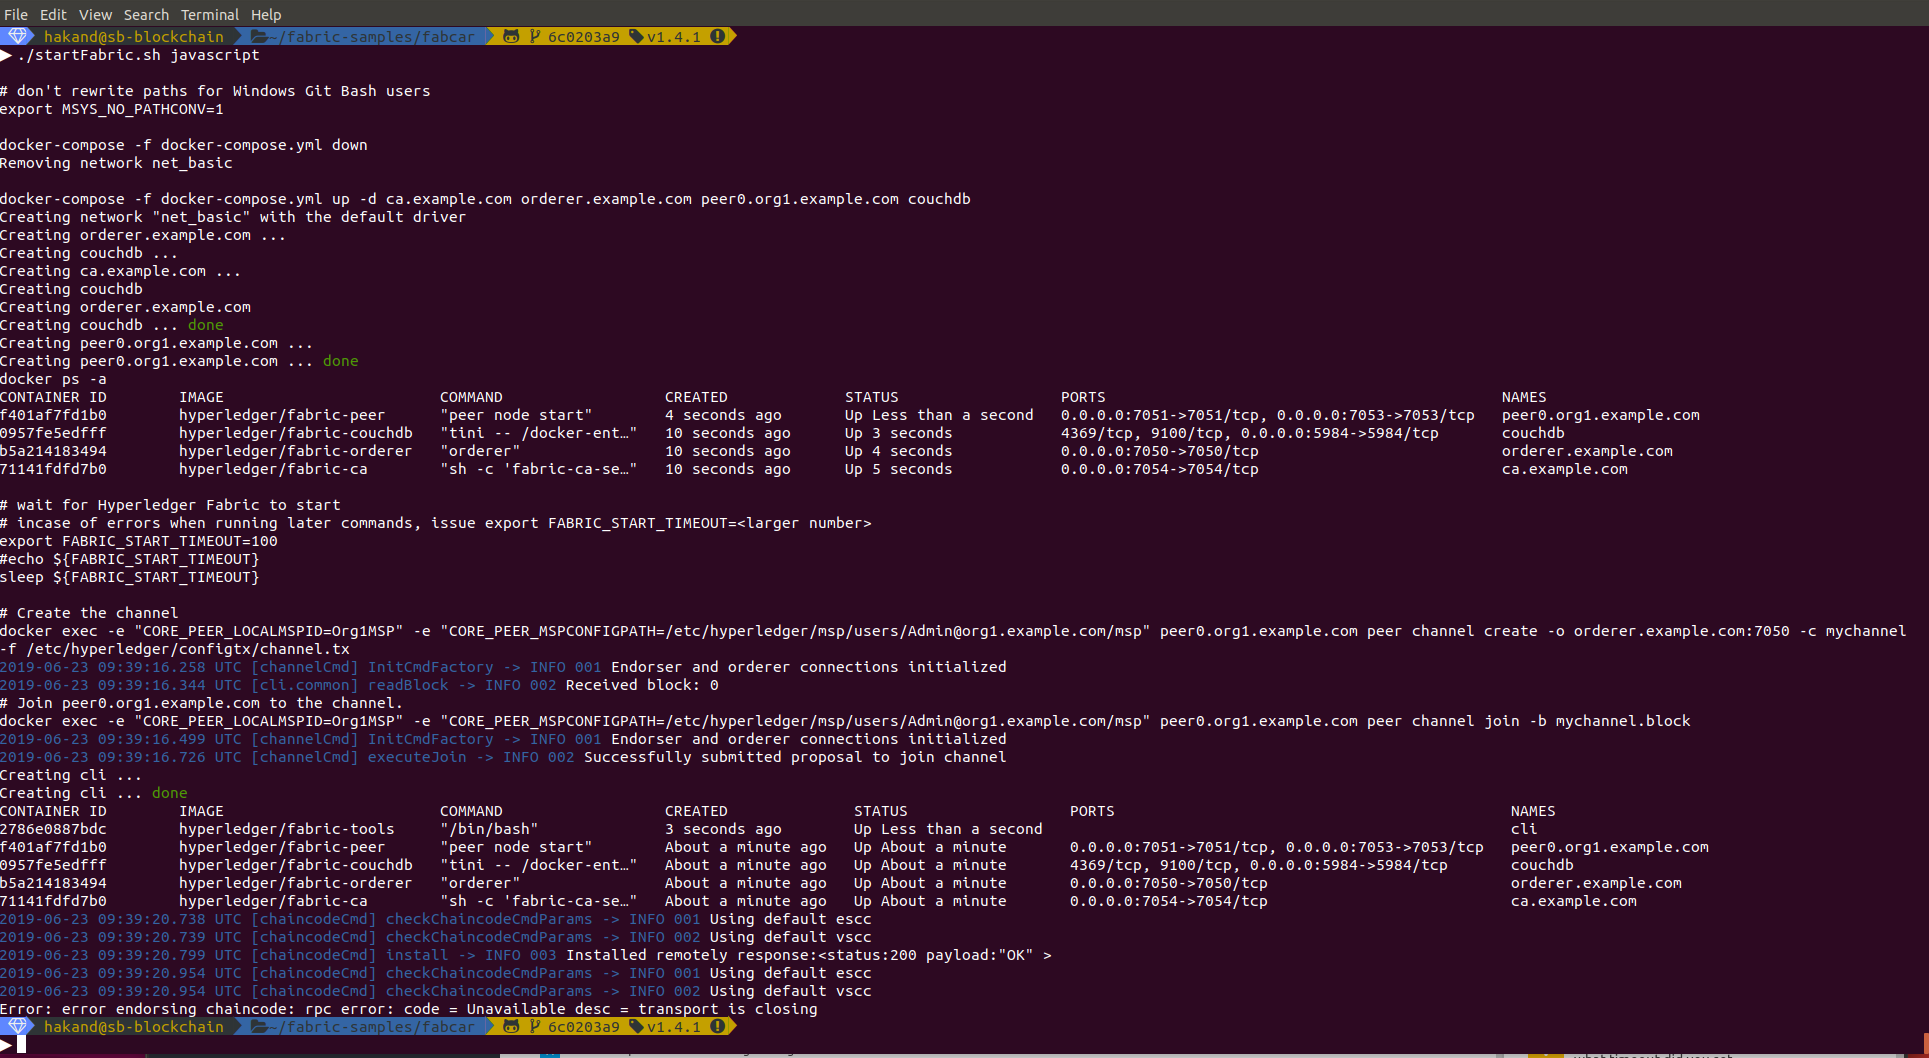 File Edit View Search Terminal Help
hakand@sb-blockchain ~/fabric-samples/fabcar 6c0203a9 v1.4.1
./startFabric.sh javascript
# don't rewrite paths for Windows Git Bash users
export MSYS_NO_PATHCONV=1
docker-compose -f docker-compose.yml down
Removing network net_basic
docker-compose -f docker-compose.yml up -d ca.example.com orderer.example.com peer0.org1.example.com couchdb
Creating network "net_basic" with the default driver
Creating orderer.example.com ...
Creating couchdb ...
Creating ca.example.com ...
Creating couchdb
Creating orderer.example.com
Creating couchdb ... done
Creating peer0.org1.example.com ...
Creating peer0.org1.example.com ... done
docker ps -a
CONTAINER ID IMAGE COMMAND CREATED STATUS PORTS NAMES
f401af7fd1b0 hyperledger/fabric-peer "peer node start" 4 seconds ago Up Less than a second 0.0.0.0:7051->7051/tcp, 0.0.0.0:7053->7053/tcp peer0.org1.example.com
0957fe5edfff hyperledger/fabric-couchdb "tini -- /docker-ent…" 10 seconds ago Up 3 seconds 4369/tcp, 9100/tcp, 0.0.0.0:5984->5984/tcp couchdb
b5a214183494 hyperledger/fabric-orderer "orderer" 10 seconds ago Up 4 seconds 0.0.0.0:7050->7050/tcp orderer.example.com
71141fdfd7b0 hyperledger/fabric-ca "sh -c 'fabric-ca-se…" 10 seconds ago Up 5 seconds 0.0.0.0:7054->7054/tcp ca.example.com
# wait for Hyperledger Fabric to start
# incase of errors when running later commands, issue export FABRIC_START_TIMEOUT=<larger number>
export FABRIC_START_TIMEOUT=100
#echo ${FABRIC_START_TIMEOUT}
sleep ${FABRIC_START_TIMEOUT}
# Create the channel
docker exec -e "CORE_PEER_LOCALMSPID=Org1MSP" -e "CORE_PEER_MSPCONFIGPATH=/etc/hyperledger/msp/users/Admin@org1.example.com/msp" peer0.org1.example.com peer channel create -o orderer.example.com:7050 -c mychannel
-f /etc/hyperledger/configtx/channel.tx
2019-06-23 09:39:16.258 UTC [channelCmd] InitCmdFactory -> INFO 001 Endorser and orderer connections initialized
2019-06-23 09:39:16.344 UTC [cli.common] readBlock -> INFO 002 Received block: 0
# Join peer0.org1.example.com to the channel.
docker exec -e "CORE_PEER_LOCALMSPID=Org1MSP" -e "CORE_PEER_MSPCONFIGPATH=/etc/hyperledger/msp/users/Admin@org1.example.com/msp" peer0.org1.example.com peer channel join -b mychannel.block
2019-06-23 09:39:16.499 UTC [channelCmd] InitCmdFactory -> INFO 001 Endorser and orderer connections initialized
2019-06-23 09:39:16.726 UTC [channelCmd] executeJoin -> INFO 002 Successfully submitted proposal to join channel
Creating cli ...
Creating cli ... done
CONTAINER ID IMAGE COMMAND CREATED STATUS PORTS NAMES
2786e0887bdc hyperledger/fabric-tools "/bin/bash" 3 seconds ago Up Less than a second cli
f401af7fd1b0 hyperledger/fabric-peer "peer node start" About a minute ago Up About a minute 0.0.0.0:7051->7051/tcp, 0.0.0.0:7053->7053/tcp peer0.org1.example.com
0957fe5edfff hyperledger/fabric-couchdb "tini -- /docker-ent…" About a minute ago Up About a minute 4369/tcp, 9100/tcp, 0.0.0.0:5984->5984/tcp couchdb
b5a214183494 hyperledger/fabric-orderer "orderer" About a minute ago Up About a minute 0.0.0.0:7050->7050/tcp orderer.example.com
71141fdfd7b0 hyperledger/fabric-ca "sh -c 'fabric-ca-se…" About a minute ago Up About a minute 0.0.0.0:7054->7054/tcp ca.example.com
2019-06-23 09:39:20.738 UTC [chaincodeCmd] checkChaincodeCmdParams -> INFO 001 Using default escc
2019-06-23 09:39:20.739 UTC [chaincodeCmd] checkChaincodeCmdParams -> INFO 002 Using default vscc
2019-06-23 09:39:20.799 UTC [chaincodeCmd] install -> INFO 003 Installed remotely response:<status:200 payload:"OK" >
2019-06-23 09:39:20.954 UTC [chaincodeCmd] checkChaincodeCmdParams -> INFO 001 Using default escc
2019-06-23 09:39:20.954 UTC [chaincodeCmd] checkChaincodeCmdParams -> INFO 002 Using default vscc
Error: error endorsing chaincode: rpc error: code = Unavailable desc = transport is closing
hakand@sb-blockchain ~/fabric-samples/fabcar 6c0203a9 v1.4.1